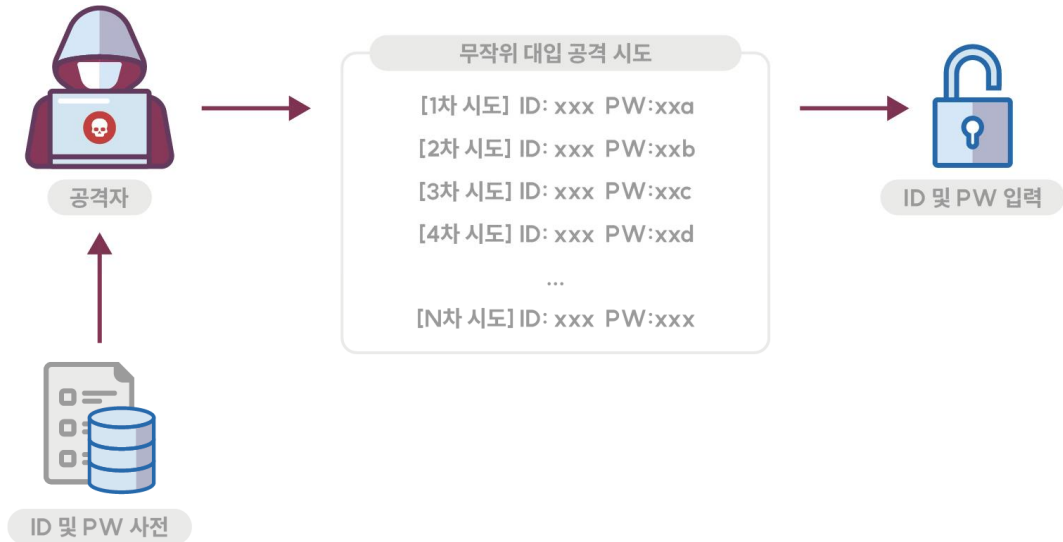 무작위 대입 공격 시도
[1차 시도] ID: xxx PW:xxa
[2차 시도] ID: xxx PW:xxb
[3차 시도] ID: xxx PW:xxc
[4차 시도] ID: xxx PW:xxd
...
[N차 시도] ID: xxx PW:xxx
공격자
ID 및 PW 입력
ID 및 PW 사전